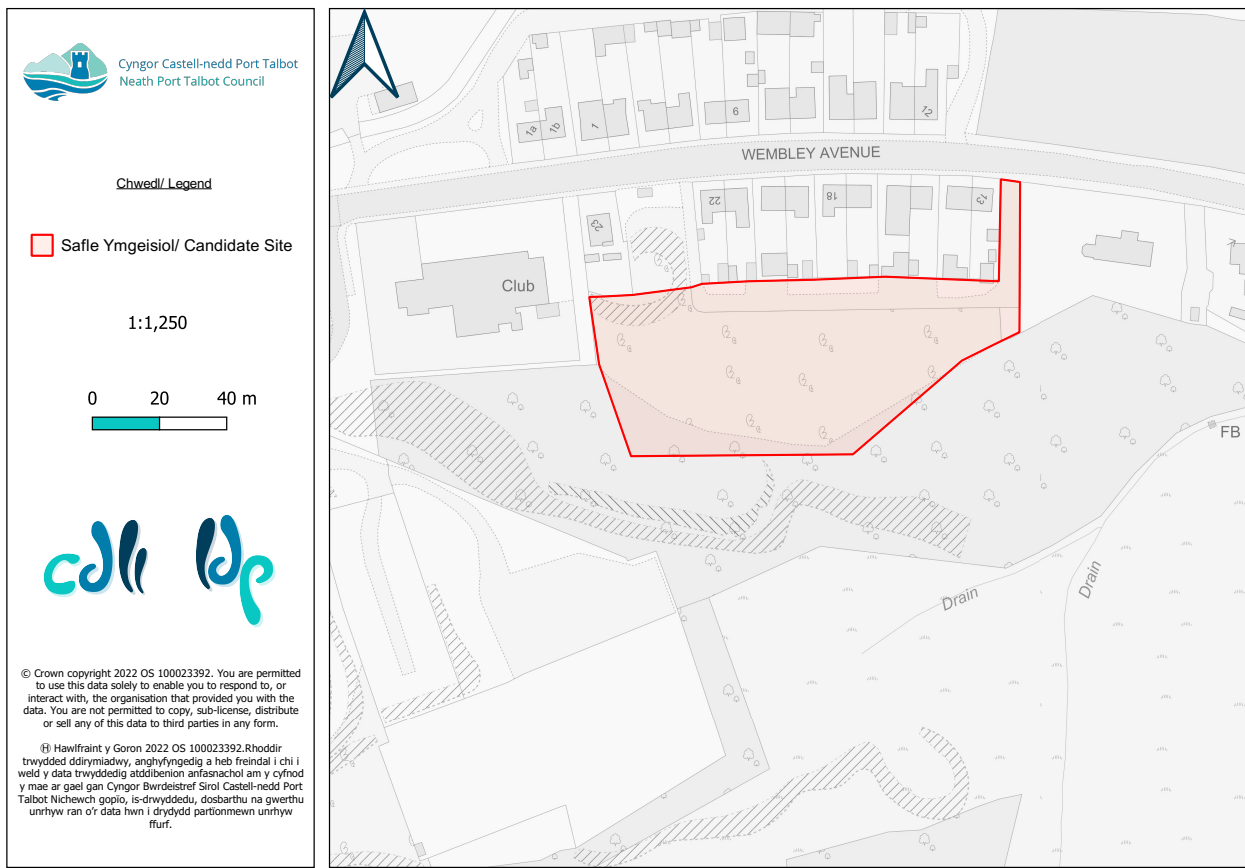 Cyngor Castell-nedd Port Talbot
Neath Port Talbot Council
Chwedl/ Legend
Safle Ymgeisiol/ Candidate Site
1:1,250
0 20 40 m
cdll ldp
© Crown copyright 2022 OS 100023392. You are permitted
to use this data solely to enable you to respond to, or
interact with, the organisation that provided you with the
data. You are not permitted to copy, sub-license, distribute
or sell any of this data to third parties in any form.
Ⓗ Hawlfraint y Goron 2022 OS 100023392.Rhoddir
trwydded ddirymiadwy, anghyfyngedig a heb freindal i chi i
weld y data trwyddedig atddibenion anfasnachol am y cyfnod
y mae ar gael gan Cyngor Bwrdeistref Sirol Castell-nedd Port
Talbot Nichewch gopïo, is-drwyddedu, dosbarthu na gwerthu
unrhyw ran o'r data hwn i drydydd partïonmewn unrhyw
ffurf.
1a
1b
1
6
12
WEMBLEY AVENUE
23
22
18
13
Club
FB
Drain
Drain